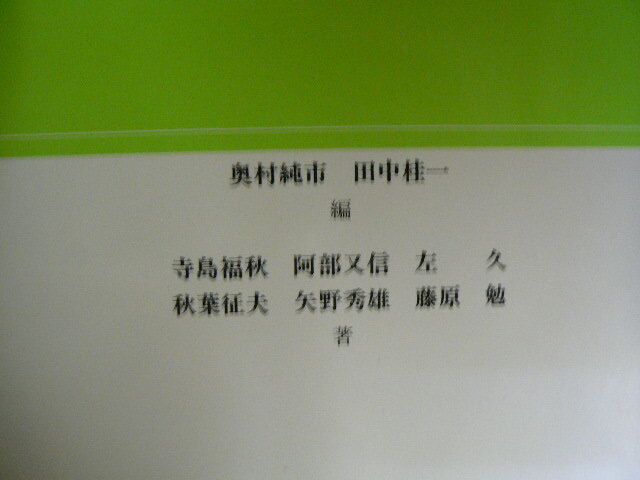 奥村純市　田中桂一
編
寺島福秋　阿部又信　左　久
秋葉征夫　矢野秀雄　藤原　勉
著